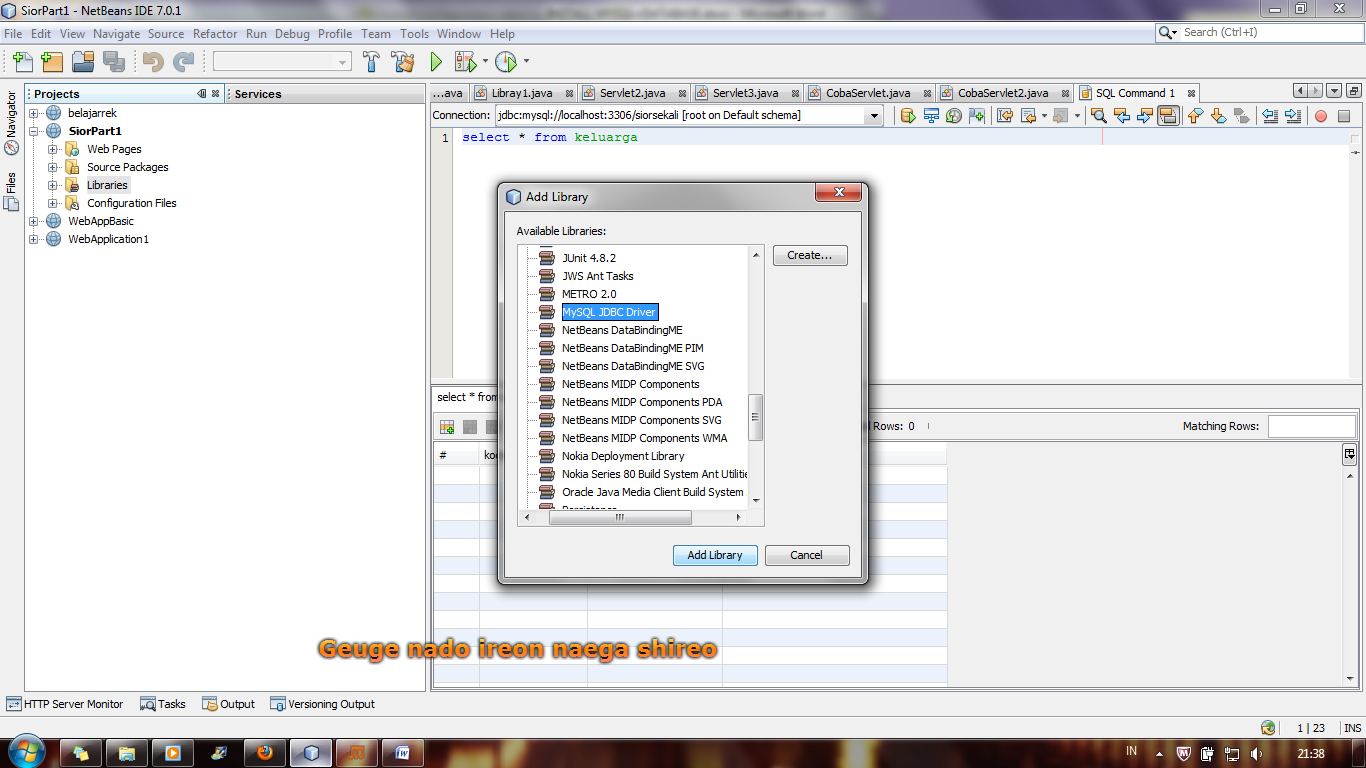 SiorPart1 - NetBeans IDE 7.0.1
File Edit View Navigate Source Refactor Run Debug Profile Team Tools Window Help
Search (Ctrl+I)
Projects
Services
Navigator
Files
belajarrek
SiorPart1
Web Pages
Source Packages
Libraries
Configuration Files
WebAppBasic
WebApplication1
...ava Libray1.java Servlet2.java Servlet3.java CobaServlet.java CobaServlet2.java SQL Command 1
Connection: jdbc:mysql://localhost:3306/siorsekali [root on Default schema]
1 select * from keluarga
Add Library
Available Libraries:
Create...
JUnit 4.8.2
JWS Ant Tasks
METRO 2.0
MySQL JDBC Driver
NetBeans DataBindingME
NetBeans DataBindingME PIM
NetBeans DataBindingME SVG
NetBeans MIDP Components
NetBeans MIDP Components PDA
NetBeans MIDP Components SVG
NetBeans MIDP Components WMA
Nokia Deployment Library
Nokia Series 80 Build System Ant Utilitie
Oracle Java Media Client Build System
Add Library Cancel
select * from
Rows: 0
Matching Rows:
#
Geuge nado ireon naega shireo
HTTP Server Monitor Tasks Output Versioning Output
1 | 23 INS
IN
21:38